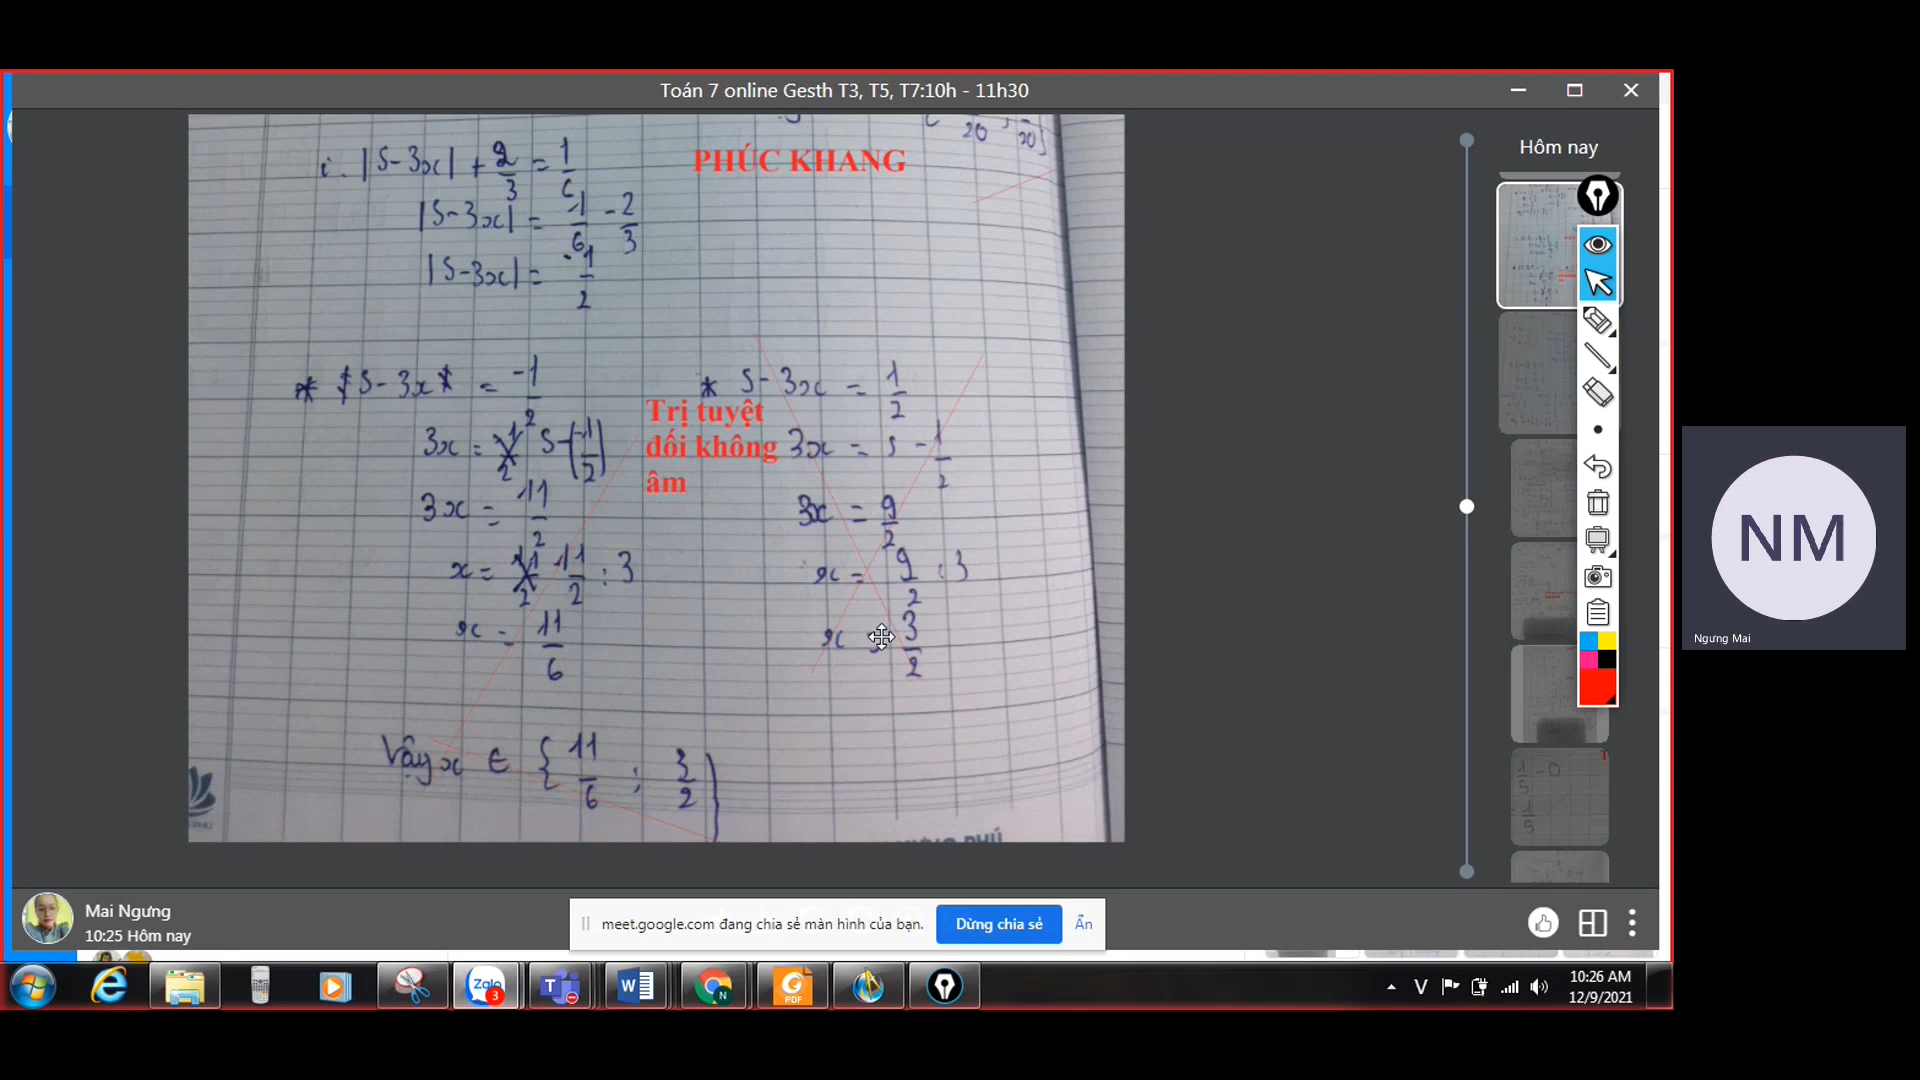 Toán 7 online Gesth T3, T5, T7:10h - 11h30
Hôm nay
PHÚC KHANG
i. |5-3x| + 2/3 = 1/6
|5-3x| = 1/6 - 2/3
|5-3x| = -1/2
* 5-3x = -1/2
3x = 5-(-1/2)
3x = 11/2
x = 11/2 : 3
x = 11/6
Trị tuyệt
đối không
âm
* 5-3x = 1/2
3x = 5 - 1/2
3x = 9/2
x = 9/2 : 3
x = 3/2
Vậy x ∈ {11/6 ; 3/2}
NM
Ngưng Mai
Mai Ngưng
10:25 Hôm nay
meet.google.com đang chia sẻ màn hình của bạn.
Dừng chia sẻ
Ẩn
Zalo
3
N
PDF
V
10:26 AM
12/9/2021